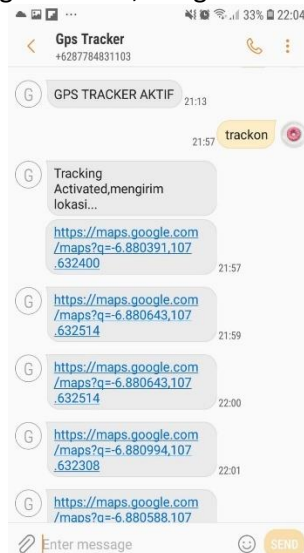 33% 22:04
Gps Tracker
+6287784831103
GPS TRACKER AKTIF
21:13
21:57 trackon
Tracking
Activated,mengirim
lokasi...
https://maps.google.com
/maps?q=-6.880391,107
.632400
21:57
https://maps.google.com
/maps?q=-6.880643,107
.632514
21:59
https://maps.google.com
/maps?q=-6.880643,107
.632514
22:00
https://maps.google.com
/maps?q=-6.880994,107
.632308
22:01
https://maps.google.com
/maps?q=-6.880588,107
Enter message
SEND